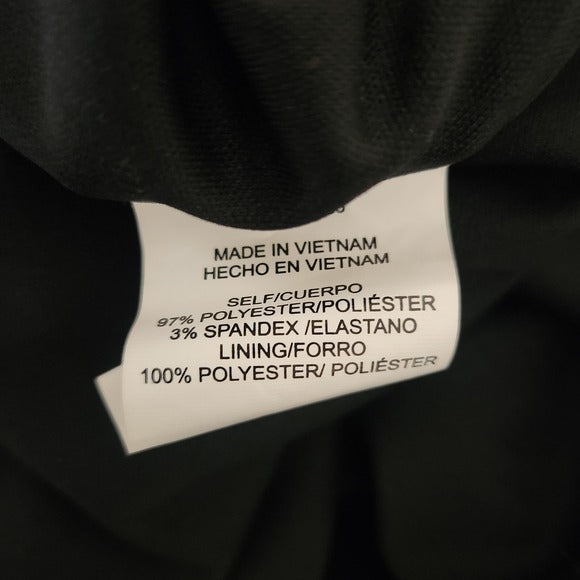 MADE IN VIETNAM
HECHO EN VIETNAM
SELF/CUERPO
97% POLYESTER/POLIÉSTER
3% SPANDEX /ELASTANO
LINING/FORRO
100% POLYESTER/ POLIÉSTER